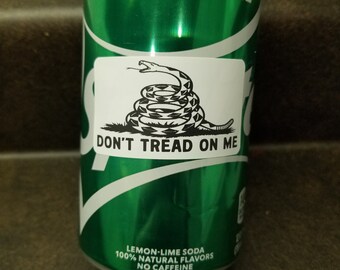 DON'T TREAD ON ME
LEMON-LIME SODA
100% NATURAL FLAVORS
NO CAFFEINE